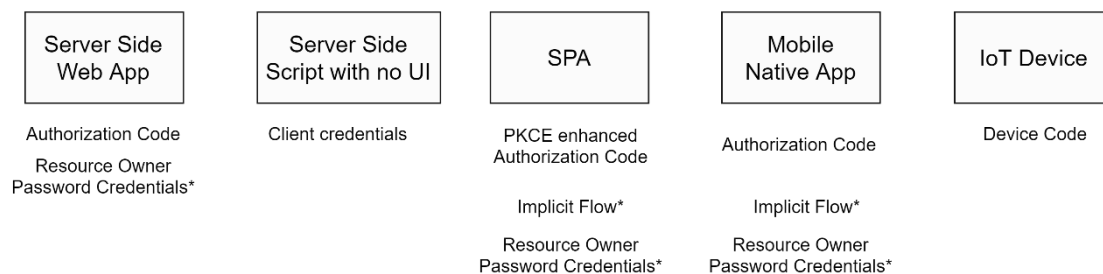 Server Side
Web App
Server Side
Script with no UI
SPA
Mobile
Native App
IoT Device
Authorization Code
Resource Owner
Password Credentials*
Client credentials
PKCE enhanced
Authorization Code
Implicit Flow*
Resource Owner
Password Credentials*
Authorization Code
Implicit Flow*
Resource Owner
Password Credentials*
Device Code